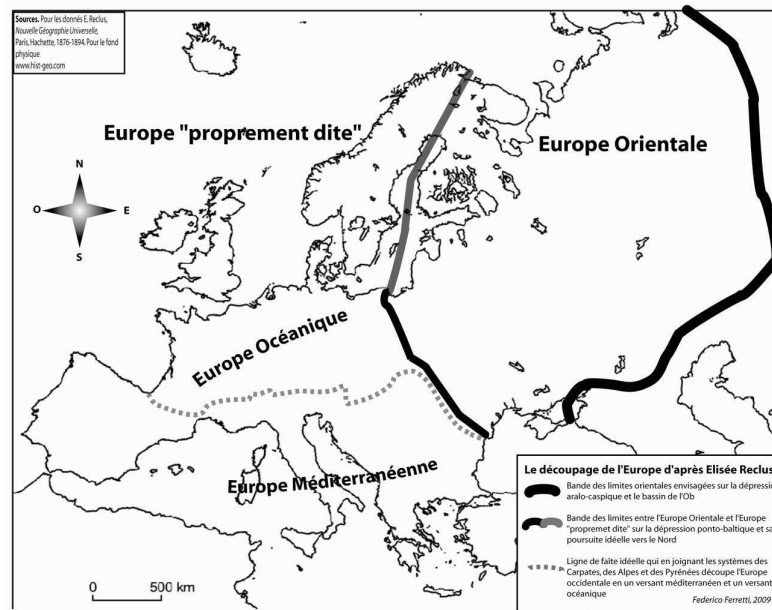 Sources. Pour les donnés E. Reclus,
Nouvelle Géographie Universelle,
Paris, Hachette, 1876-1894. Pour le fond
physique
www.hist-geo.com
Europe "proprement dite"
Europe Orientale
N
O
E
S
Europe Océanique
Europe Méditerranéenne
0
500 km
Le découpage de l'Europe d'après Elisée Reclus
Bande des limites orientales envisagées sur la dépressio
aralo-caspique et le bassin de l'Ob
Bande des limites entre l'Europe Orientale et l'Europe
"propremet dite" sur la dépression ponto-baltique et sa
poursuite idéelle vers le Nord
Ligne de faîte idéelle qui en joignant les systèmes des
Carpates, des Alpes et des Pyrénées découpe l'Europe
occidentale en un versant méditerranéen et un versant
océanique
Federico Ferretti, 2009